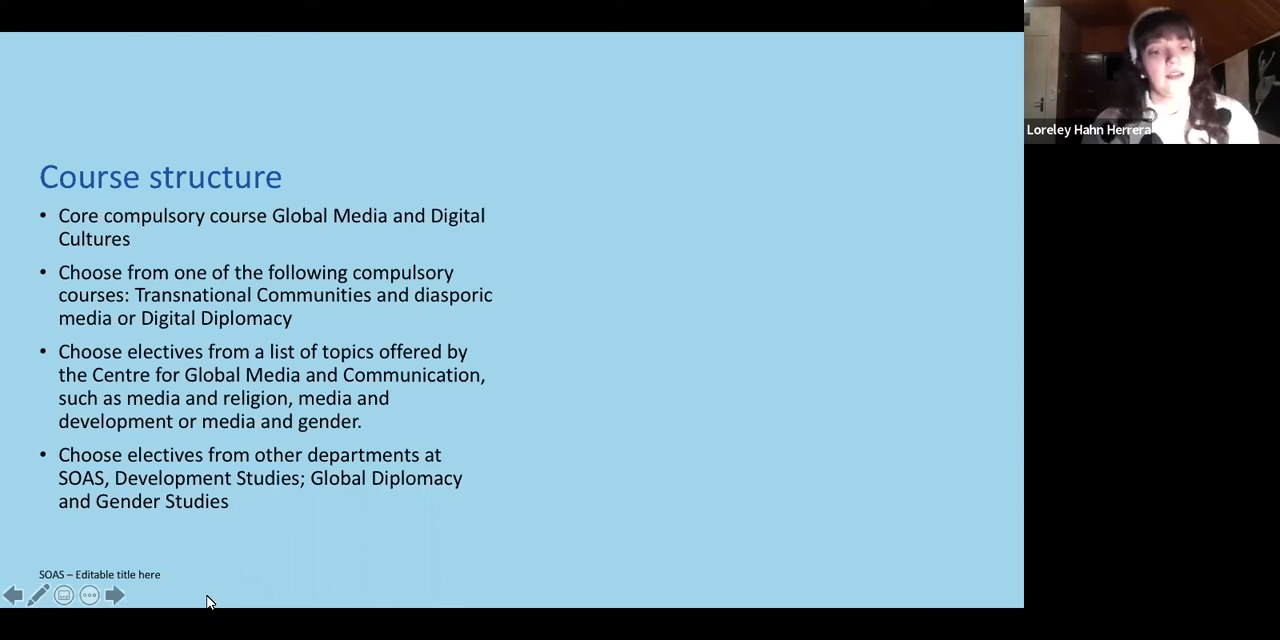 Course structure
• Core compulsory course Global Media and Digital
Cultures
• Choose from one of the following compulsory
courses: Transnational Communities and diasporic
media or Digital Diplomacy
• Choose electives from a list of topics offered by
the Centre for Global Media and Communication,
such as media and religion, media and
development or media and gender.
• Choose electives from other departments at
SOAS, Development Studies; Global Diplomacy
and Gender Studies
SOAS – Editable title here
Loreley Hahn Herrera